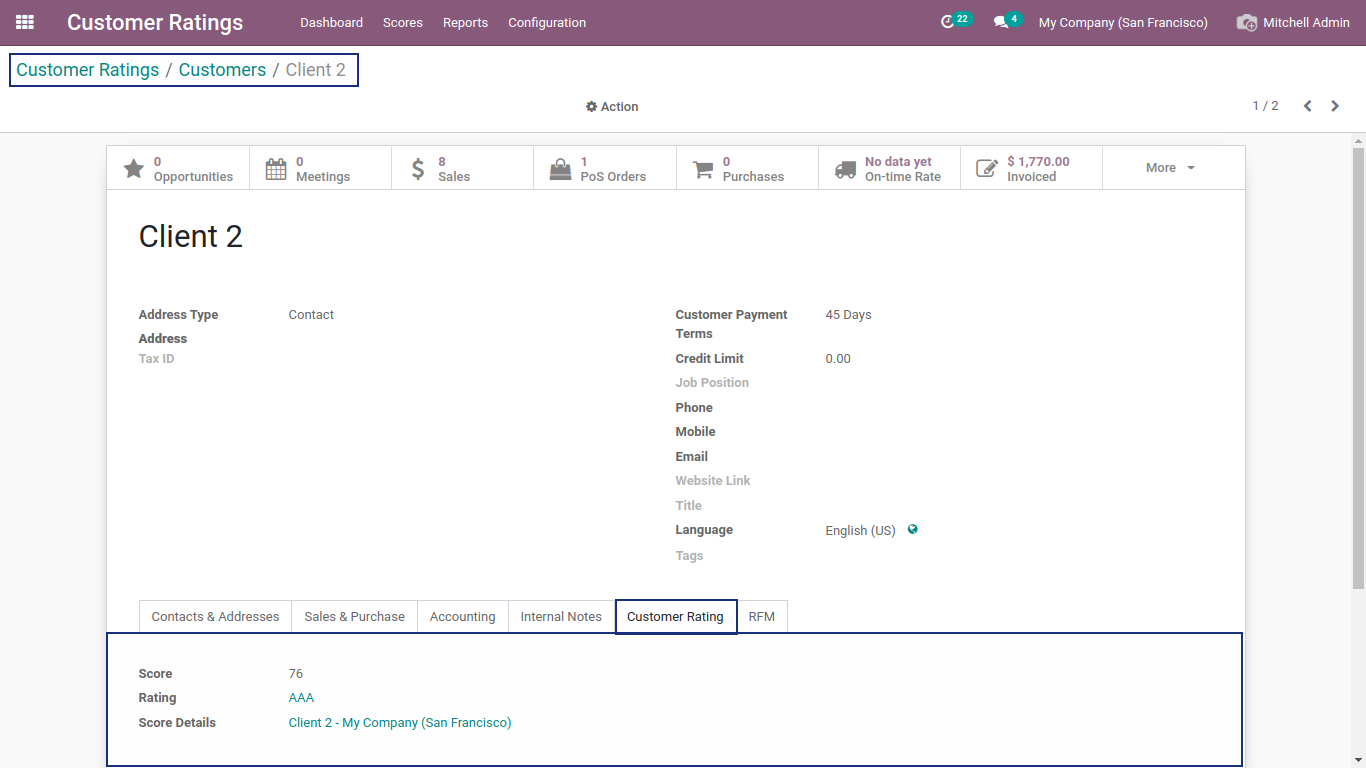 Customer Ratings Dashboard Scores Reports Configuration 22 4 My Company (San Francisco) Mitchell Admin
Customer Ratings / Customers / Client 2
Action 1 / 2
0 Opportunities
0 Meetings
8 Sales
1 PoS Orders
0 Purchases
No data yet On-time Rate
$ 1,770.00 Invoiced
More
Client 2
Address Type Contact
Address
Tax ID
Customer Payment Terms 45 Days
Credit Limit 0.00
Job Position
Phone
Mobile
Email
Website Link
Title
Language English (US)
Tags
Contacts & Addresses Sales & Purchase Accounting Internal Notes Customer Rating RFM
Score 76
Rating AAA
Score Details Client 2 - My Company (San Francisco)